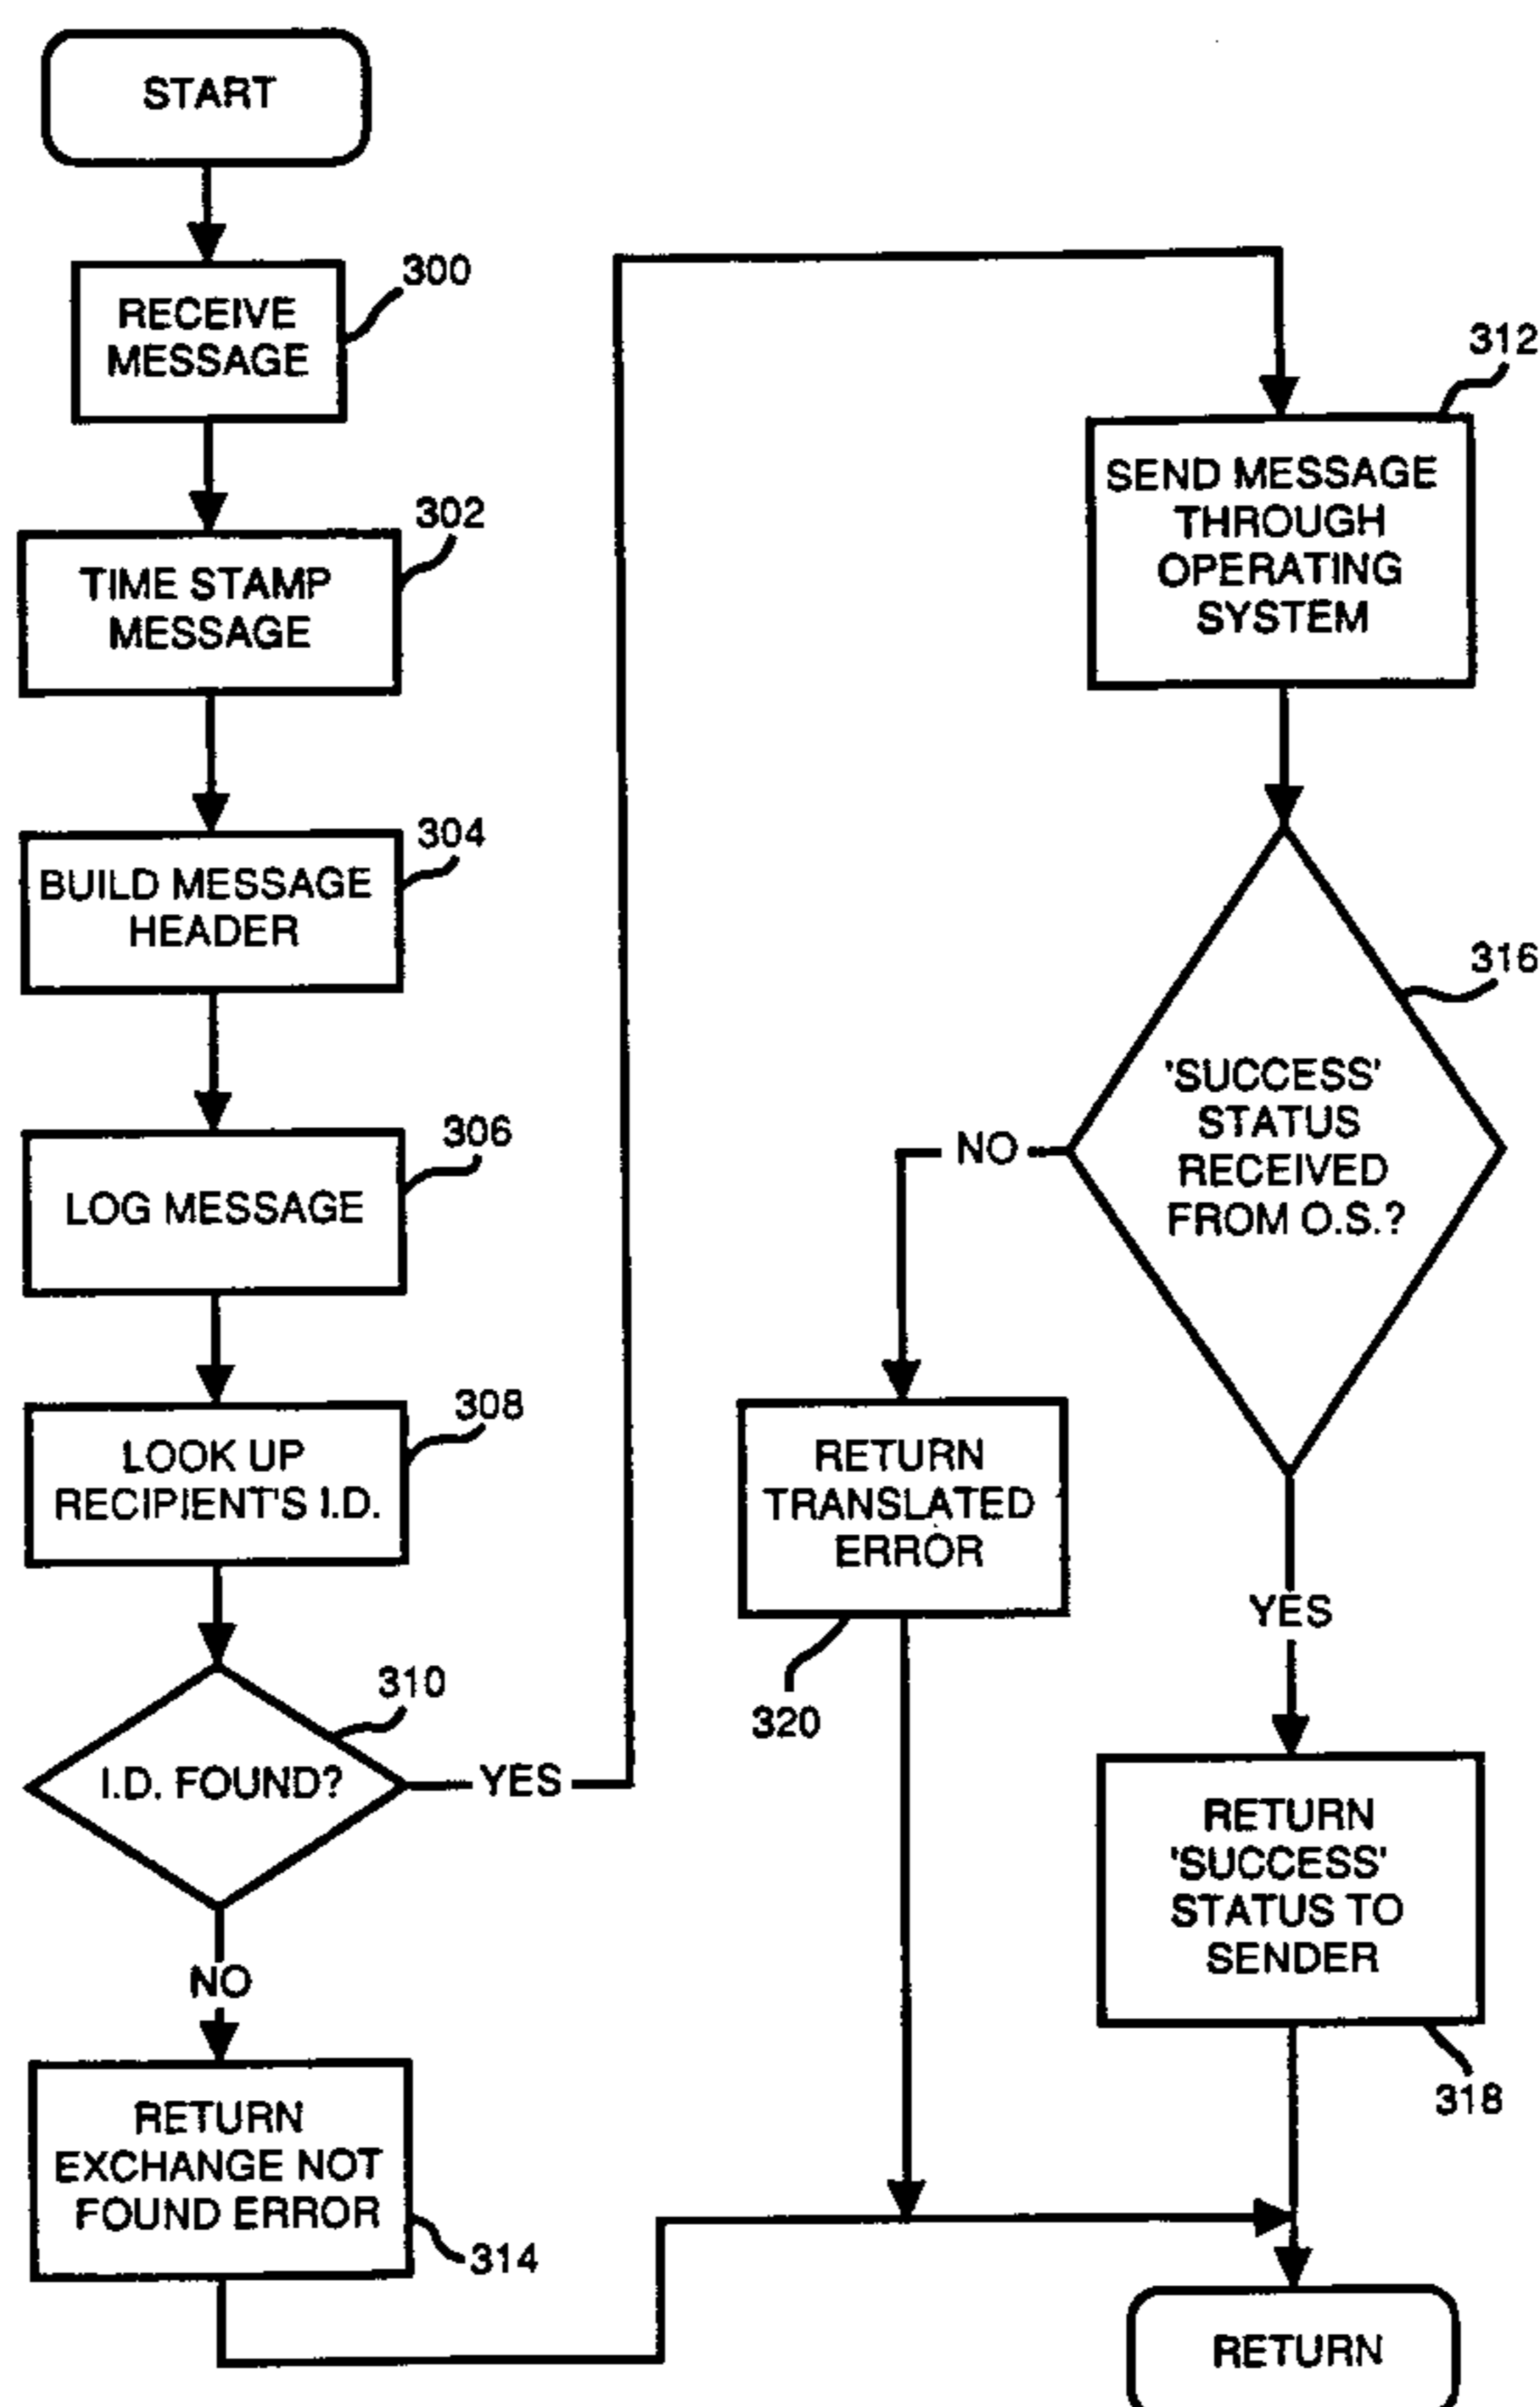 START
300
RECEIVE
MESSAGE
302
TIME STAMP
MESSAGE
304
BUILD MESSAGE
HEADER
306
LOG MESSAGE
308
LOOK UP
RECIPIENT'S I.D.
310
I.D. FOUND?
YES
NO
RETURN
EXCHANGE NOT
FOUND ERROR
314
312
SEND MESSAGE
THROUGH
OPERATING
SYSTEM
316
'SUCCESS'
STATUS
RECEIVED
FROM O.S.?
NO
RETURN
TRANSLATED
ERROR
320
YES
RETURN
'SUCCESS'
STATUS TO
SENDER
318
RETURN